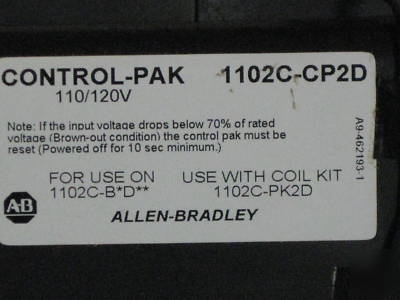 CONTROL-PAK 1102C-CP2D
110/120V
Note: If the input voltage drops below 70% of rated
voltage (Brown-out condition) the control pak must be
reset (Powered off for 10 sec minimum.)
A9-462193-1
FOR USE ON USE WITH COIL KIT
1102C-B*D** 1102C-PK2D
AB ALLEN-BRADLEY